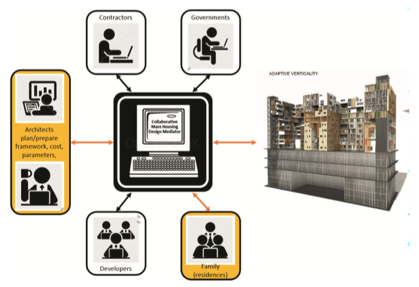 Contractors
Governments
ADAPTIVE VERTICALITY
Collaborative
Mass Housing
Design Mediator
Architects
plan/prepare
framework, cost,
parameters,
Developers
Family
(residences)